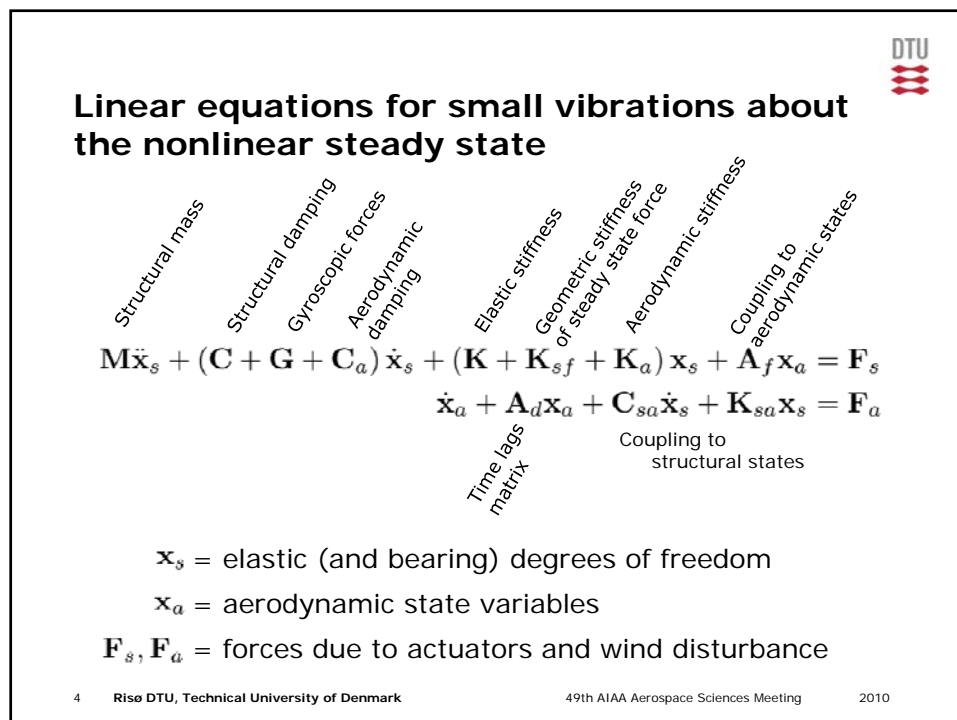 DTU
Linear equations for small vibrations about
the nonlinear steady state
Structural mass
Structural damping
Gyroscopic forces
Aerodynamic
damping
Elastic stiffness
Geometric stiffness
of steady state force
Aerodynamic stiffness
Coupling to
aerodynamic states
Mẍ_s + (C + G + C_a) ẋ_s + (K + K_sf + K_a) x_s + A_f x_a = F_s
ẋ_a + A_d x_a + C_sa ẋ_s + K_sa x_s = F_a
Time lags
matrix
Coupling to
structural states
x_s = elastic (and bearing) degrees of freedom
x_a = aerodynamic state variables
F_s, F_a = forces due to actuators and wind disturbance
4 Risø DTU, Technical University of Denmark 49th AIAA Aerospace Sciences Meeting 2010